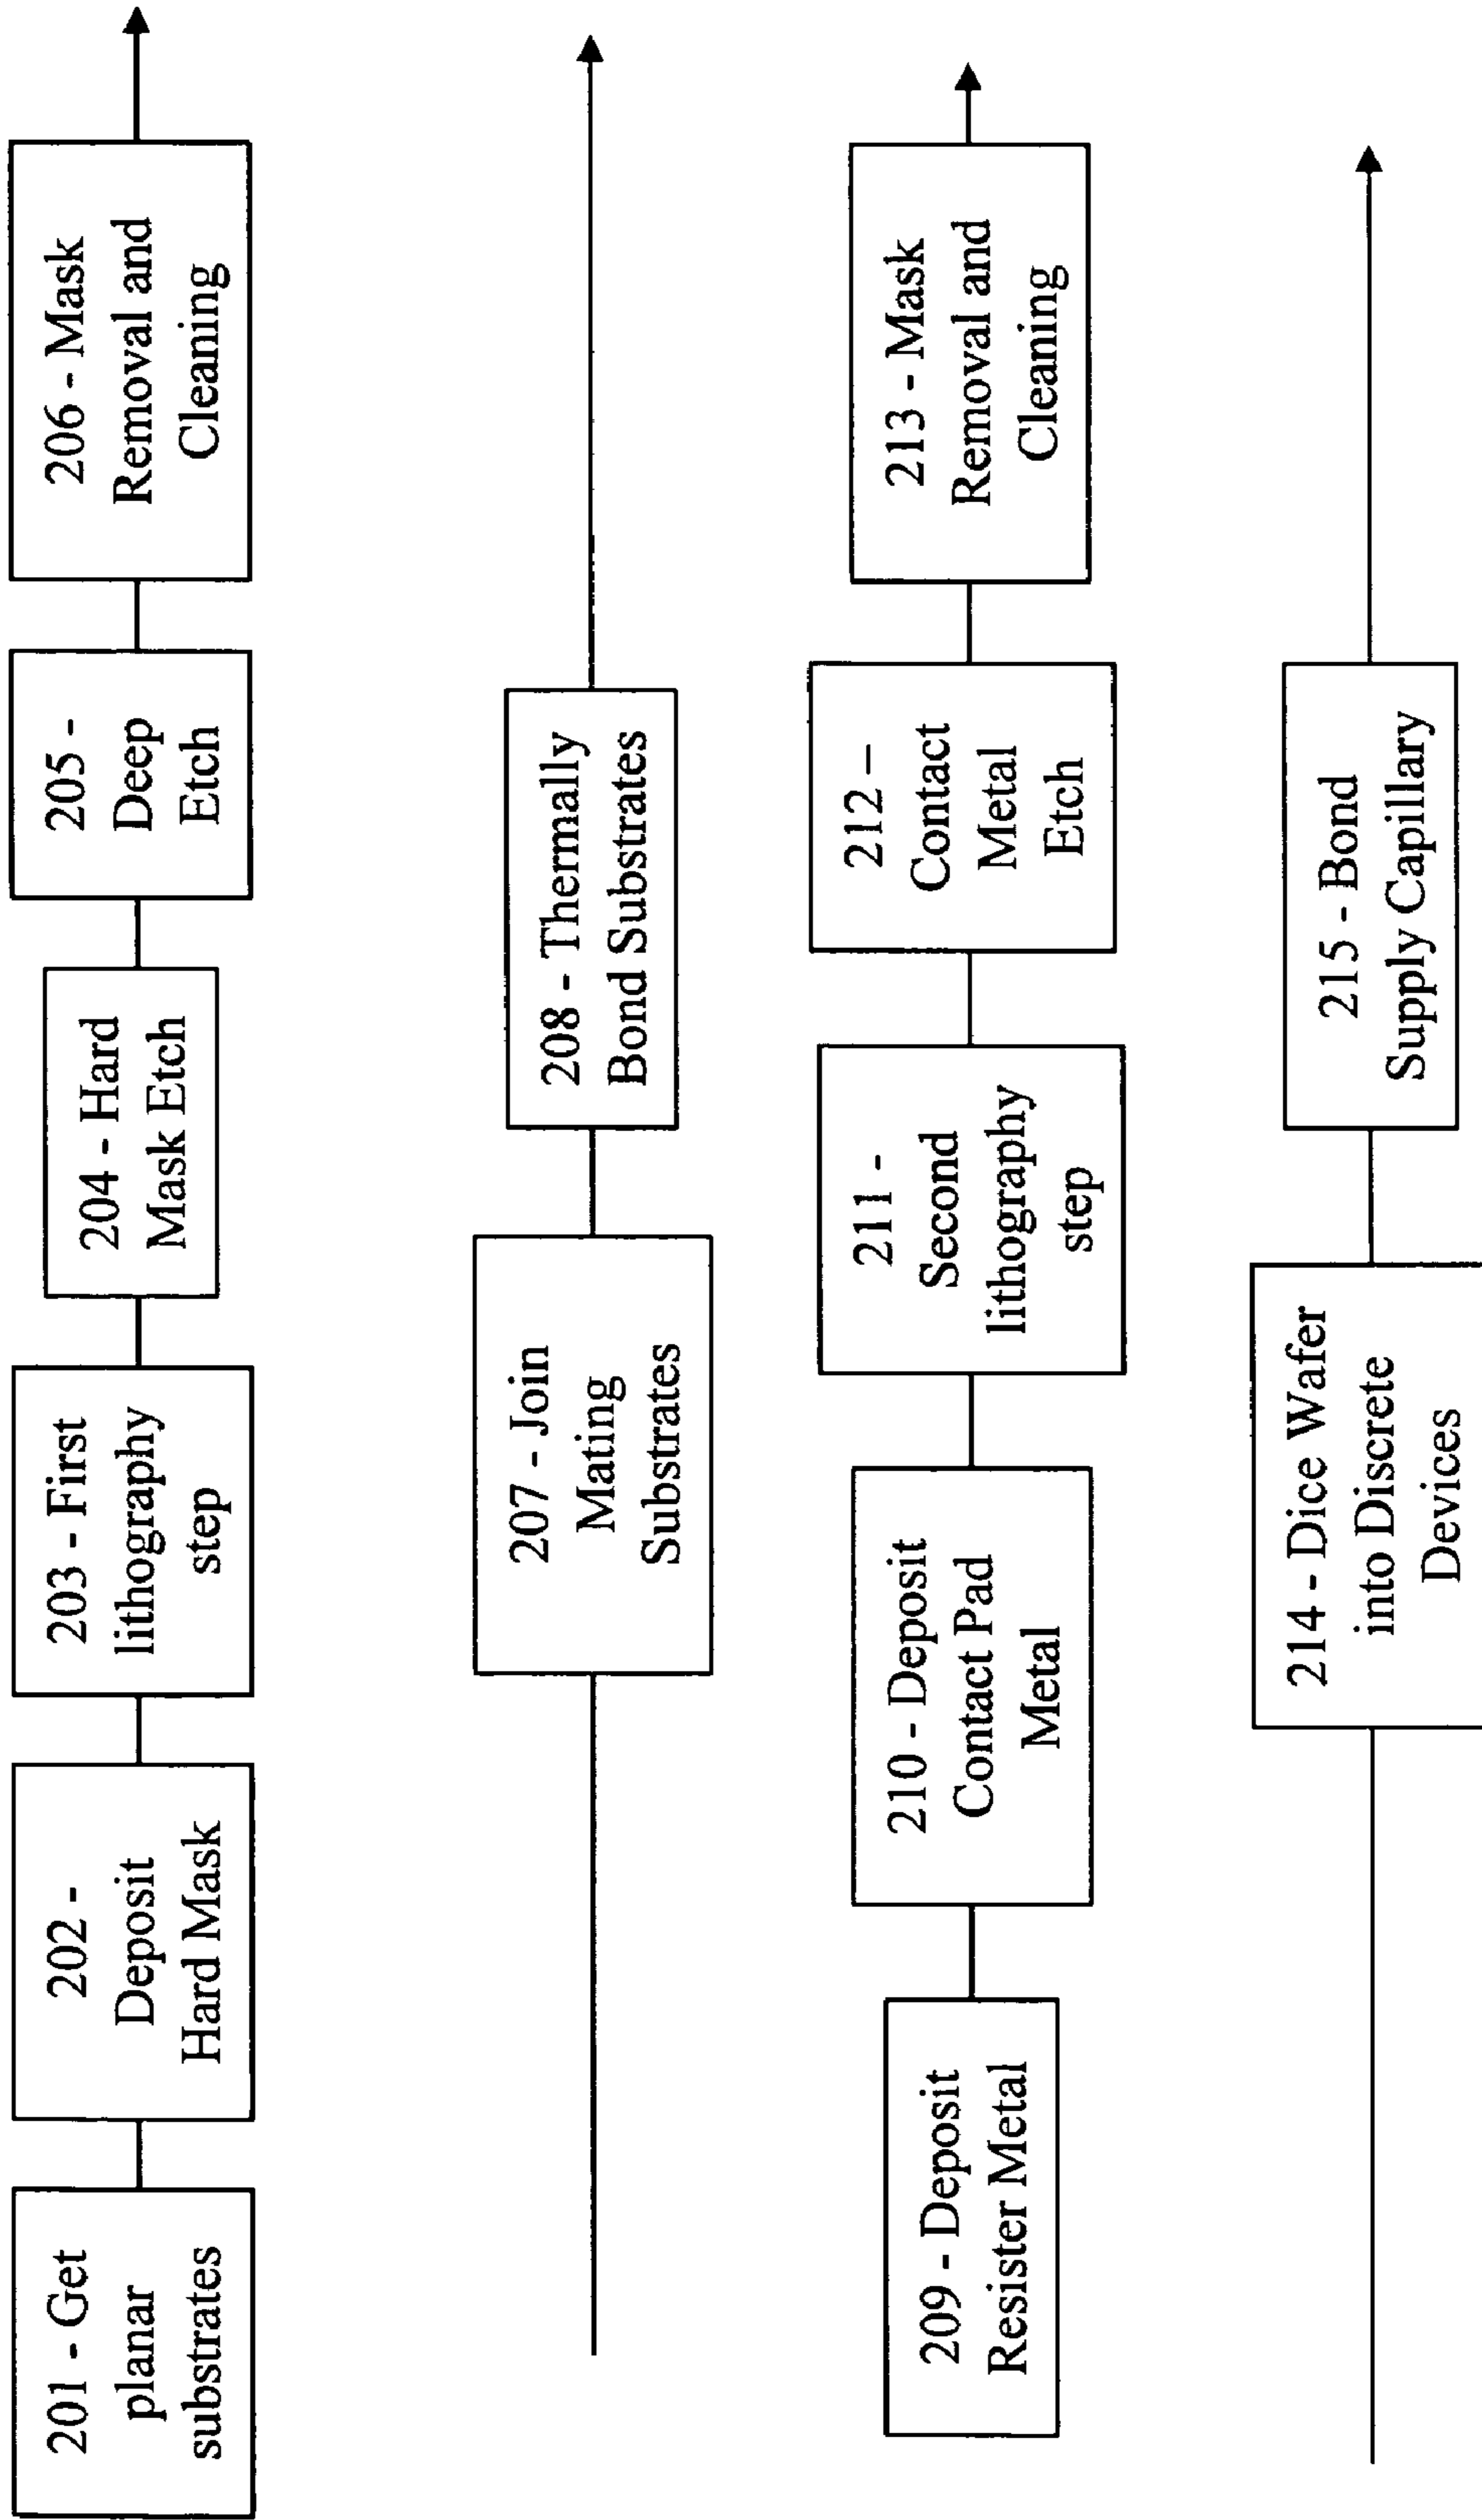 201 - Get
planar
substrates
202 -
Deposit
Hard Mask
203 - First
lithography
step
204 - Hard
Mask Etch
205 -
Deep
Etch
206 - Mask
Removal and
Cleaning
207 - Join
Mating
Substrates
208 - Thermally
Bond Substrates
209 - Deposit
Resister Metal
210 - Deposit
Contact Pad
Metal
211 -
Second
lithography
step
212 –
Contact
Metal
Etch
213 - Mask
Removal and
Cleaning
214 - Dice Wafer
into Discrete
Devices
215 - Bond
Supply Capillary